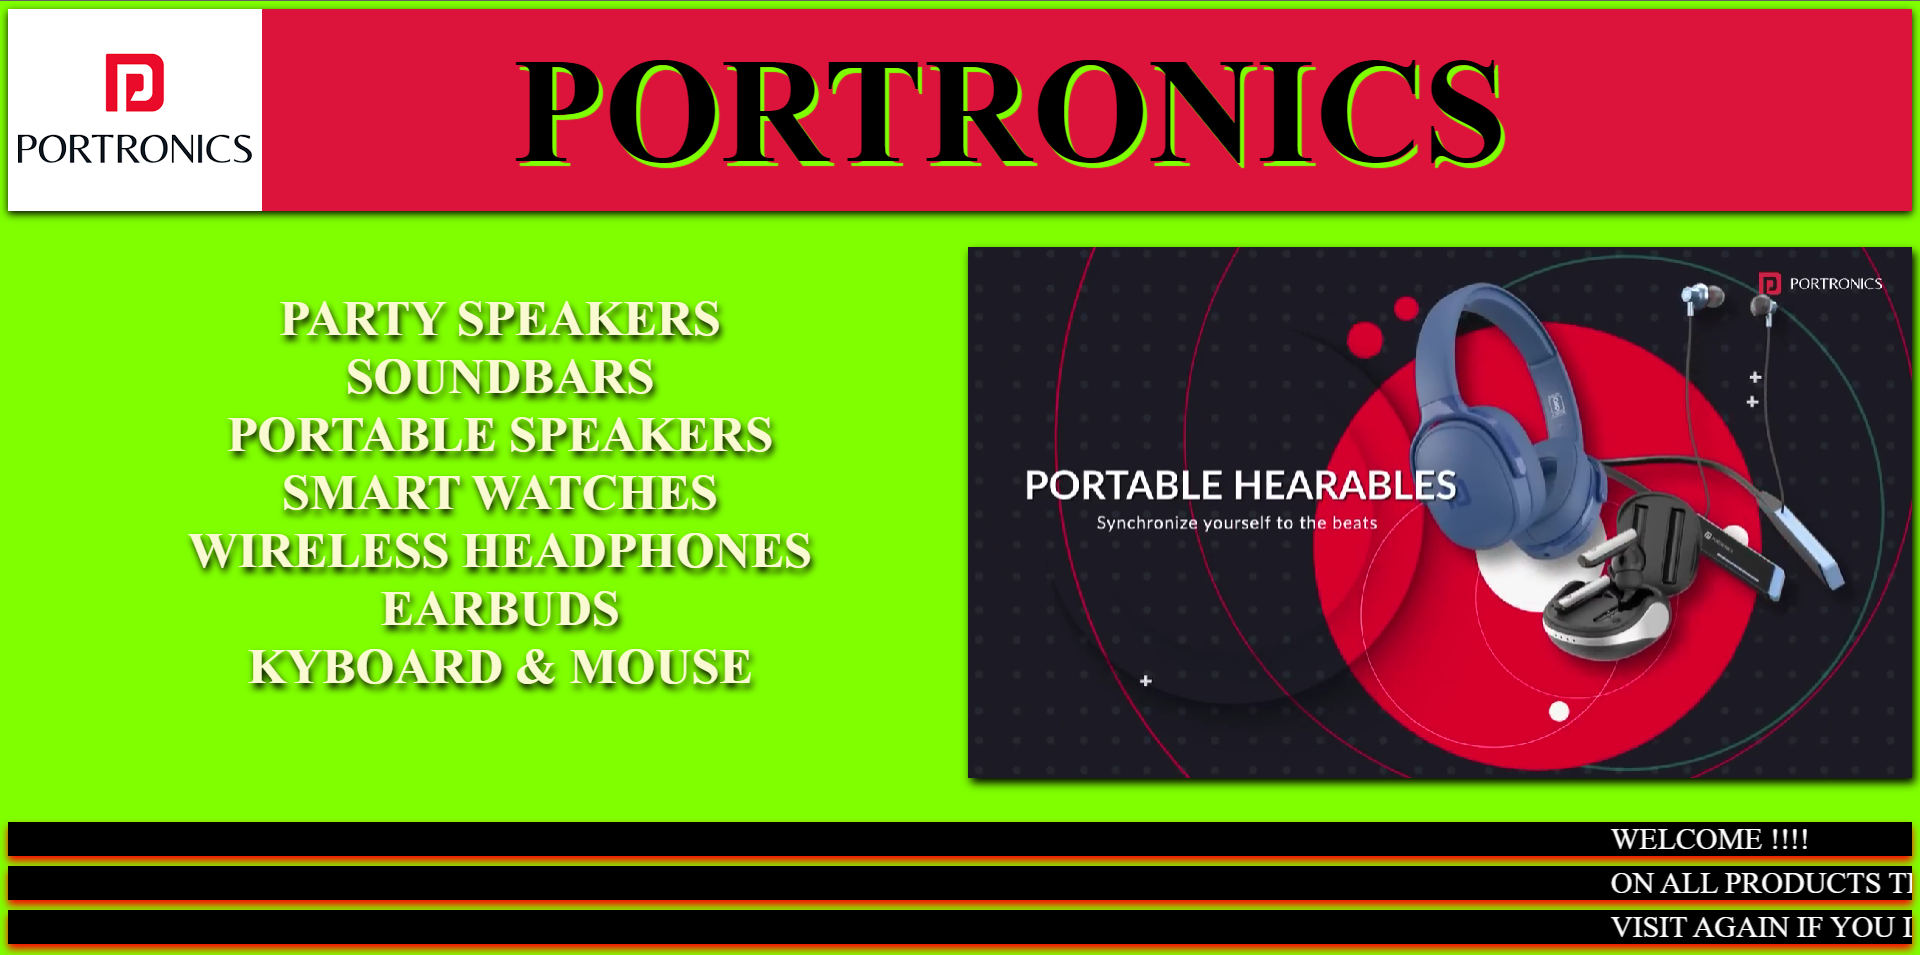 PORTRONICS
PORTRONICS
PARTY SPEAKERS
SOUNDBARS
PORTABLE SPEAKERS
SMART WATCHES
WIRELESS HEADPHONES
EARBUDS
KYBOARD & MOUSE
PORTRONICS
PORTABLE HEARABLES
Synchronize yourself to the beats
WELCOME !!!!
ON ALL PRODUCTS
VISIT AGAIN IF YOU